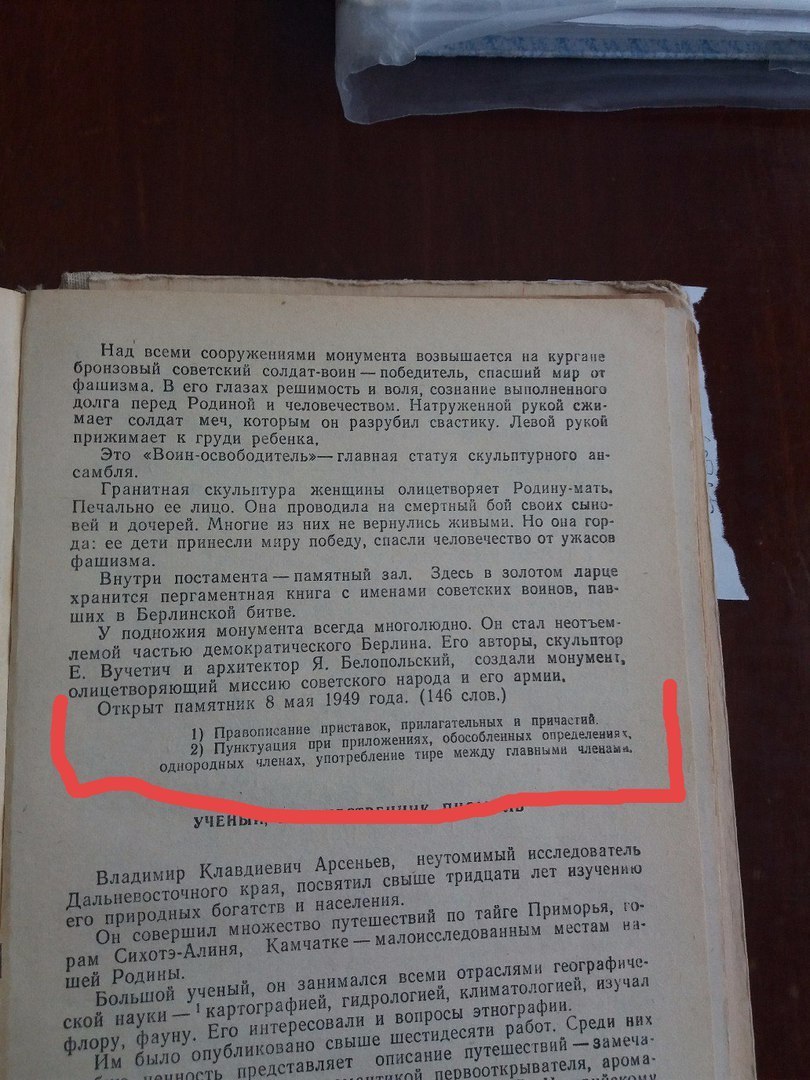 Над всеми сооружениями монумента возвышается на кургане
бронзовый советский солдат-воин — победитель, спасший мир от
фашизма. В его глазах решимость и воля, сознание выполненного
долга перед Родиной и человечеством. Натруженной рукой сжи-
мает солдат меч, которым он разрубил свастику. Левой рукой
прижимает к груди ребенка.
Это «Воин-освободитель»— главная статуя скульптурного ан-
самбля.
Гранитная скульптура женщины олицетворяет Родину-мать.
Печально ее лицо. Она проводила на смертный бой своих сыно-
вей и дочерей. Многие из них не вернулись живыми. Но она гор-
да: ее дети принесли миру победу, спасли человечество от ужасов
фашизма.
Внутри постамента — памятный зал. Здесь в золотом ларце
хранится пергаментная книга с именами советских воинов, пав-
ших в Берлинской битве.
У подножия монумента всегда многолюдно. Он стал неотъем-
лемой частью демократического Берлина. Его авторы, скульптор
Е. Вучетич и архитектор Я. Белопольский, создали монумент,
олицетворяющий миссию советского народа и его армии.
Открыт памятник 8 мая 1949 года. (146 слов.)
1) Правописание приставок, прилагательных и причастий.
2) Пунктуация при приложениях, обособленных определениях,
однородных членах, употребление тире между главными членами.
УЧЕНЫЙ,
Владимир Клавдиевич Арсеньев, неутомимый исследователь
Дальневосточного края, посвятил свыше тридцати лет изучению
его природных богатств и населения.
Он совершил множество путешествий по тайге Приморья, го-
рам Сихотэ-Алиня, Камчатке — малоисследованным местам на-
шей Родины.
Большой ученый, он занимался всеми отраслями географиче-
ской науки — картографией, гидрологией, климатологией, изучал
флору, фауну. Его интересовали и вопросы этнографии.
Им было опубликовано свыше шестидесяти работ. Среди них
ценность представляет описание путешествий — замеча-
первооткрывателя, арома-